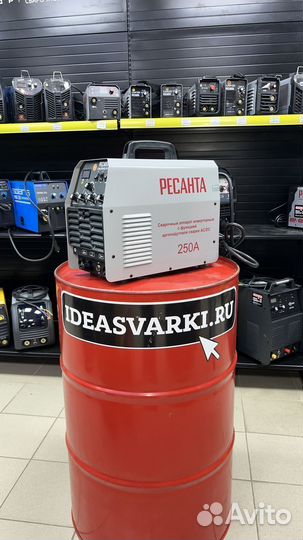 РЕСАНТА
Сварочный аппарат инверторный
с функцией
аргонодуговой сварки AC/DC
250А
IDEASVARKI.RU
Avito